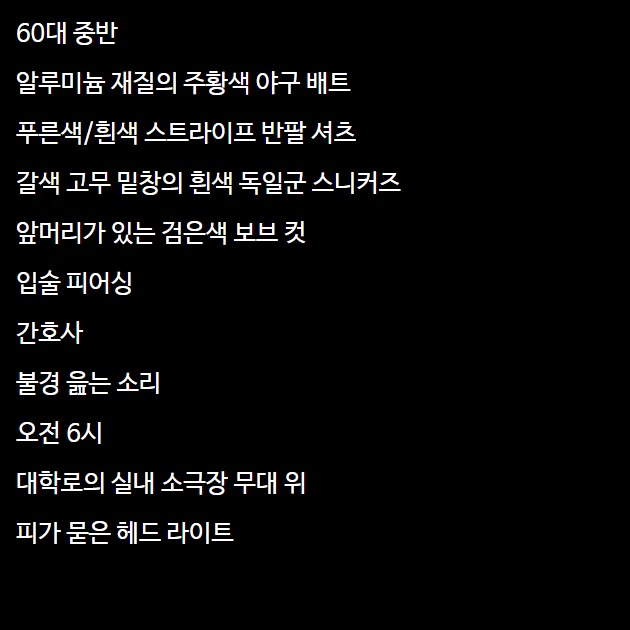 60대 중반
알루미늄 재질의 주황색 야구 배트
푸른색/흰색 스트라이프 반팔 셔츠
갈색 고무 밑창의 흰색 독일군 스니커즈
앞머리가 있는 검은색 보브 컷
입술 피어싱
간호사
불경 읊는 소리
오전 6시
대학로의 실내 소극장 무대 위
피가 묻은 헤드 라이트